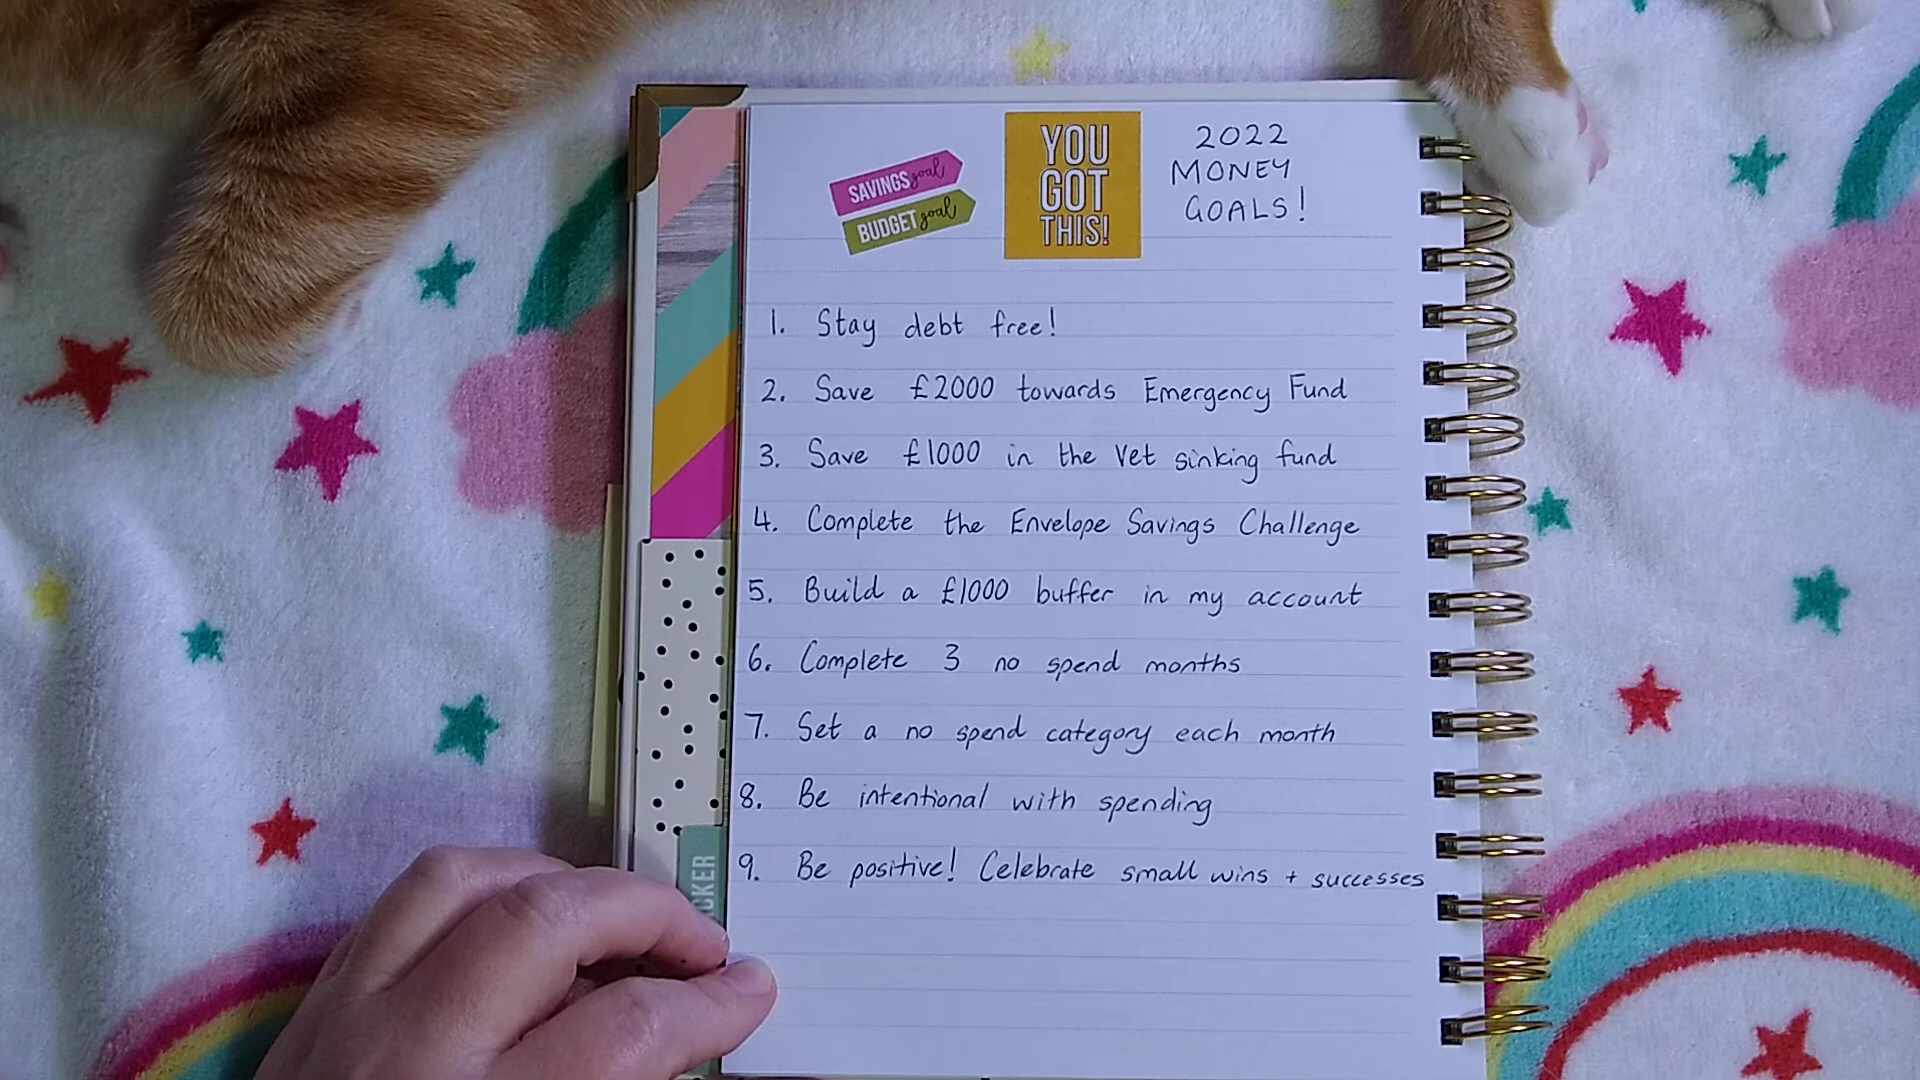 SAVINGS goal
BUDGET goal
YOU
GOT
THIS!
2022
MONEY
GOALS!
1. Stay debt free!
2. Save £2000 towards Emergency Fund
3. Save £1000 in the Vet sinking fund
4. Complete the Envelope Savings Challenge
5. Build a £1000 buffer in my account
6. Complete 3 no spend months
7. Set a no spend category each month
8. Be intentional with spending
9. Be positive! Celebrate small wins + successes
CKER